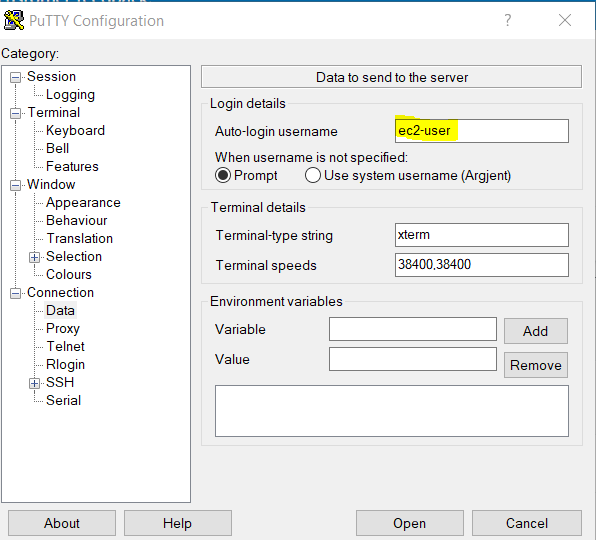 PuTTY Configuration
Category:
Session
Logging
Terminal
Keyboard
Bell
Features
Window
Appearance
Behaviour
Translation
Selection
Colours
Connection
Data
Proxy
Telnet
Rlogin
SSH
Serial
Data to send to the server
Login details
Auto-login username ec2-user
When username is not specified:
Prompt Use system username (Argjent)
Terminal details
Terminal-type string xterm
Terminal speeds 38400,38400
Environment variables
Variable Add
Value Remove
About Help Open Cancel